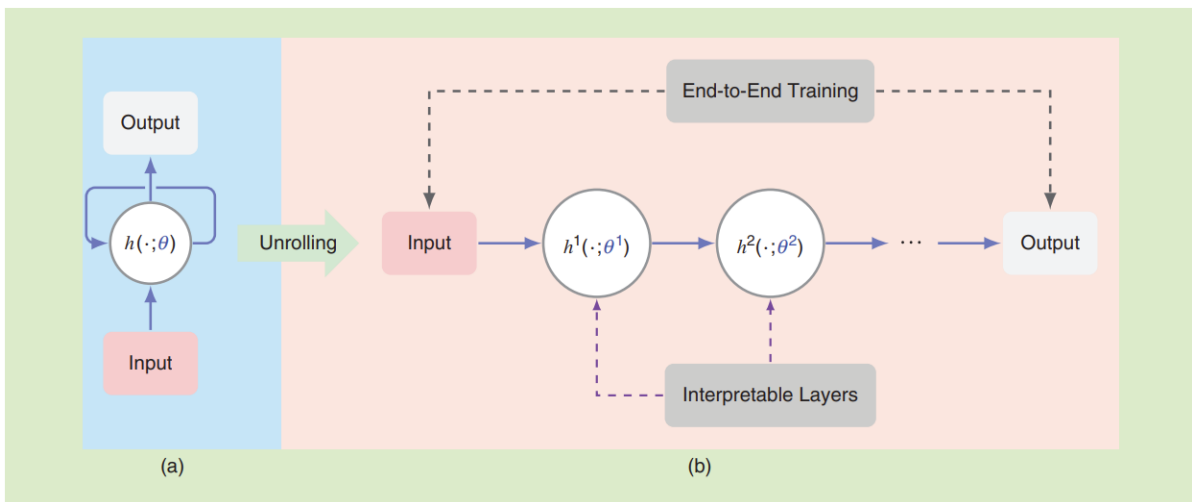 Output
h(·;θ)
Input
(a)
Unrolling
End-to-End Training
Input
h¹(·;θ¹)
h²(·;θ²)
···
Output
Interpretable Layers
(b)